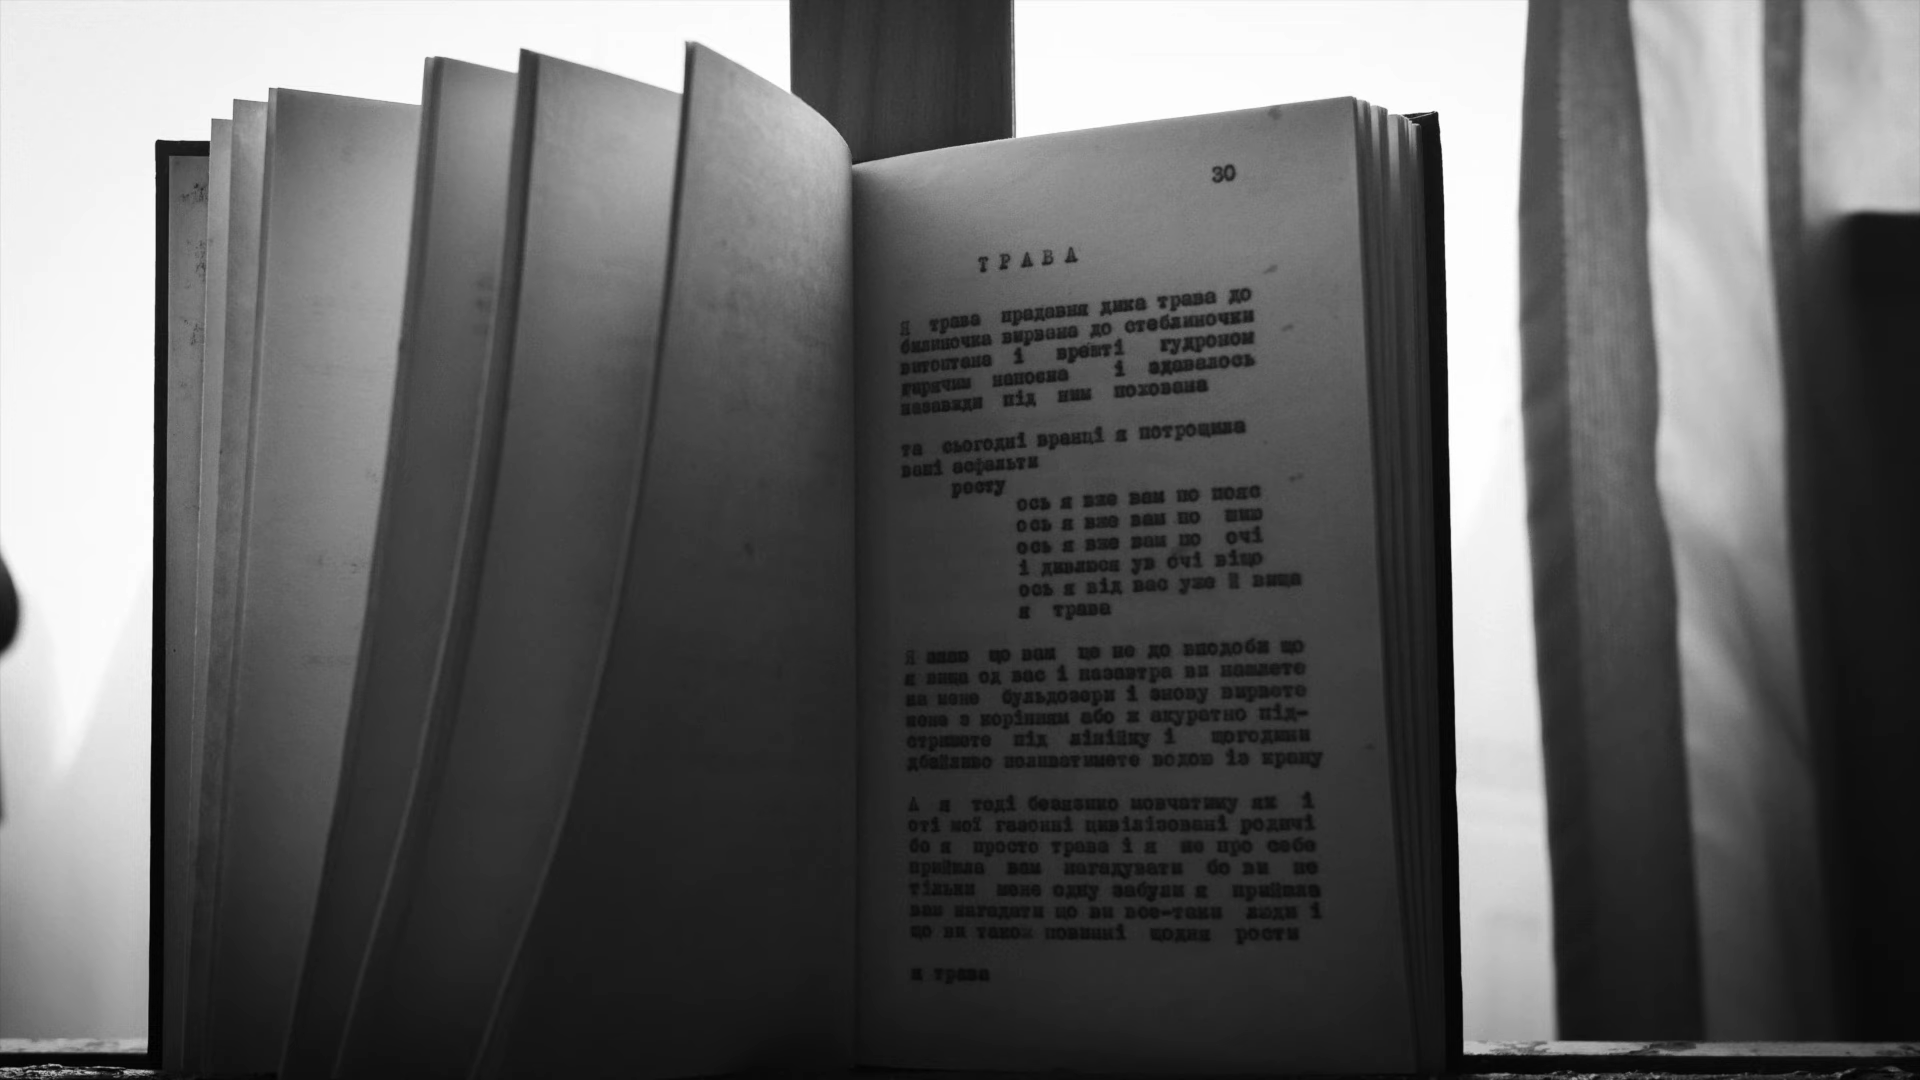 30
ТРАВА
Я трава прадавня дика трава до
билиночка вирвана до стеблиночки
витоптана і врешті гудроном
гарячим напоєна і здавалось
назавжди під ним похована
та сьогодні вранці я потрощила
вані асфальти
росту
ось я вже вам по пояс
ось я вже вам по шию
ось я вже вам по очі
і дивлюся ув очі віщо
ось я від вас уже й вища
я трава
Я знаю що вам це не до вподоби що
я вища од вас і назавтра ви нашлете
на мене бульдозери і знову вирвете
мене з корінням або ж акуратно під-
стрижете під лінійку і щогодини
дбайливо поливатимете водою із крану
А я тоді безязико мовчатиму як і
оті мої газонні цивілізовані родичі
бо я просто трава і я не про себе
прийшла вам нагадувати бо ви не
тільки мене одну забули я прийшла
вам нагадати що ви все-таки люди і
що ви також повинні щодня рости
я трава